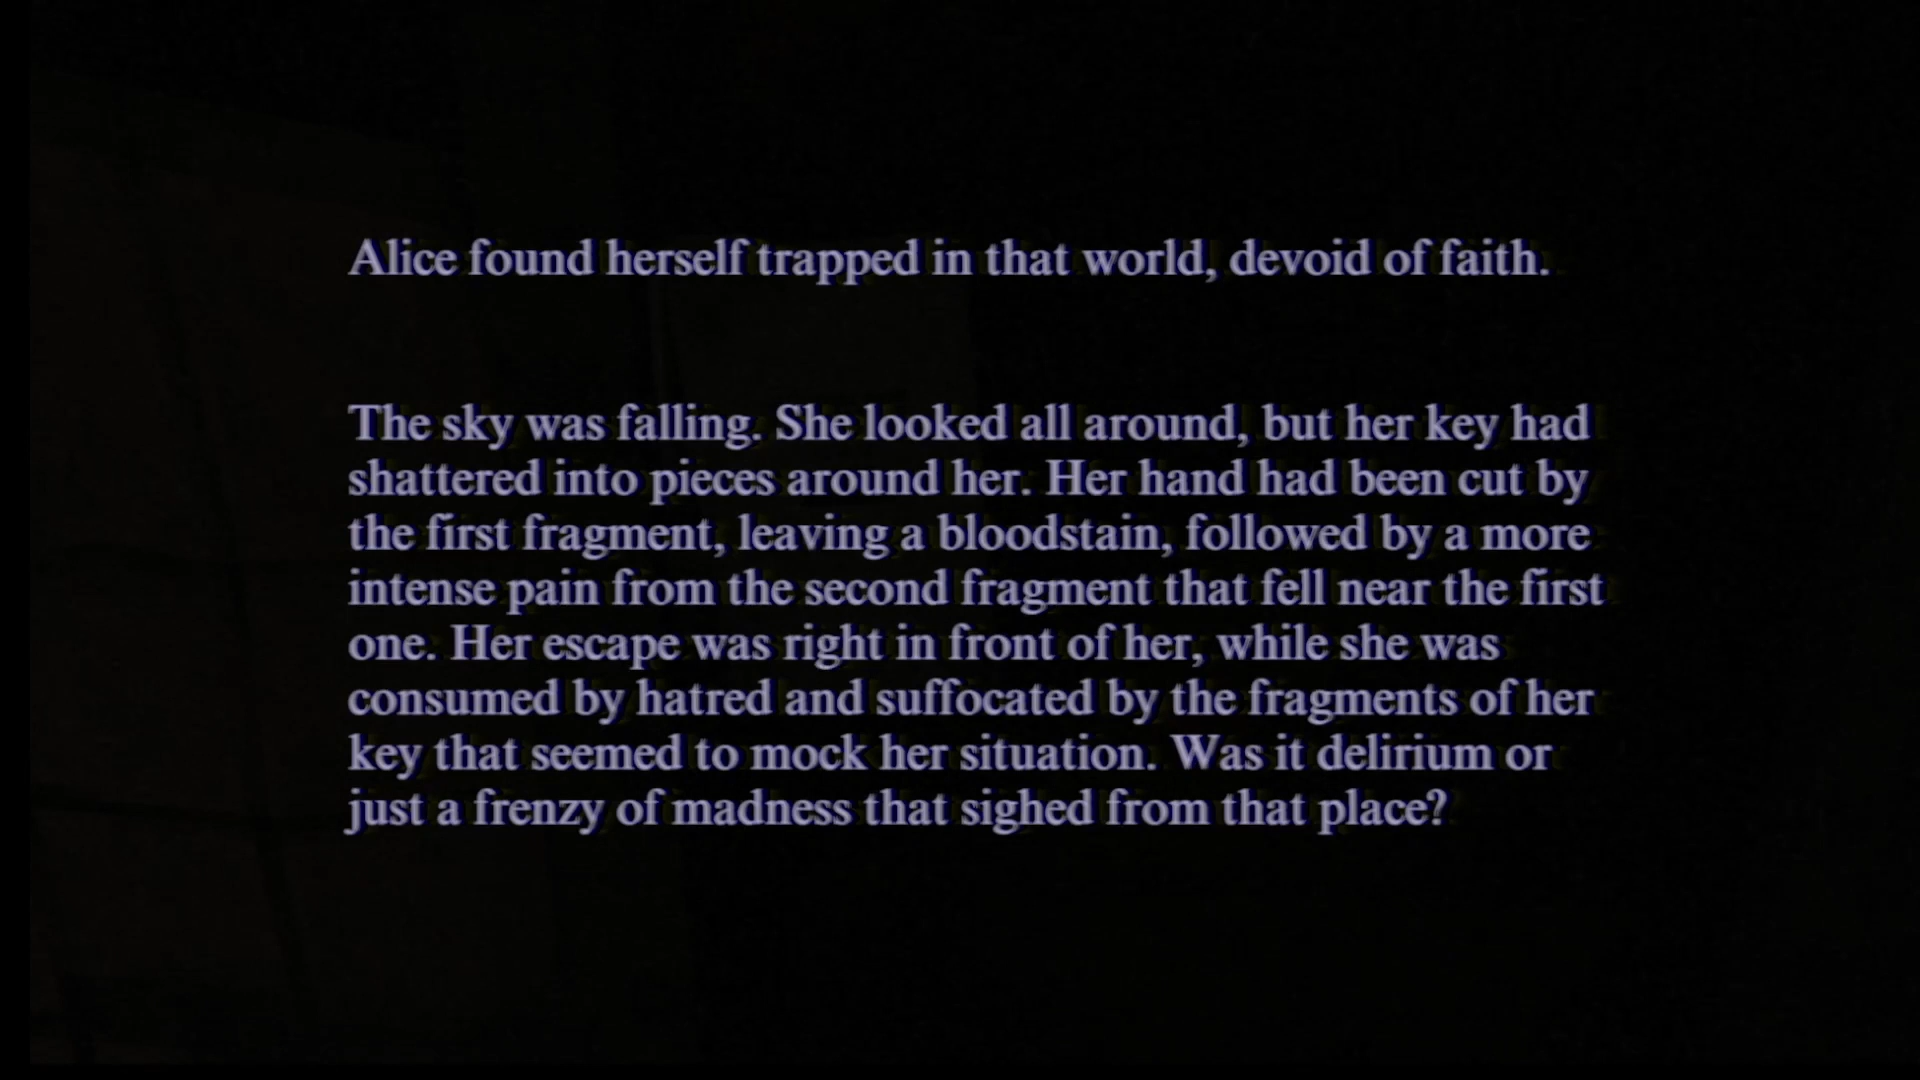 Alice found herself trapped in that world, devoid of faith.
The sky was falling. She looked all around, but her key had
shattered into pieces around her. Her hand had been cut by
the first fragment, leaving a bloodstain, followed by a more
intense pain from the second fragment that fell near the first
one. Her escape was right in front of her, while she was
consumed by hatred and suffocated by the fragments of her
key that seemed to mock her situation. Was it delirium or
just a frenzy of madness that sighed from that place?